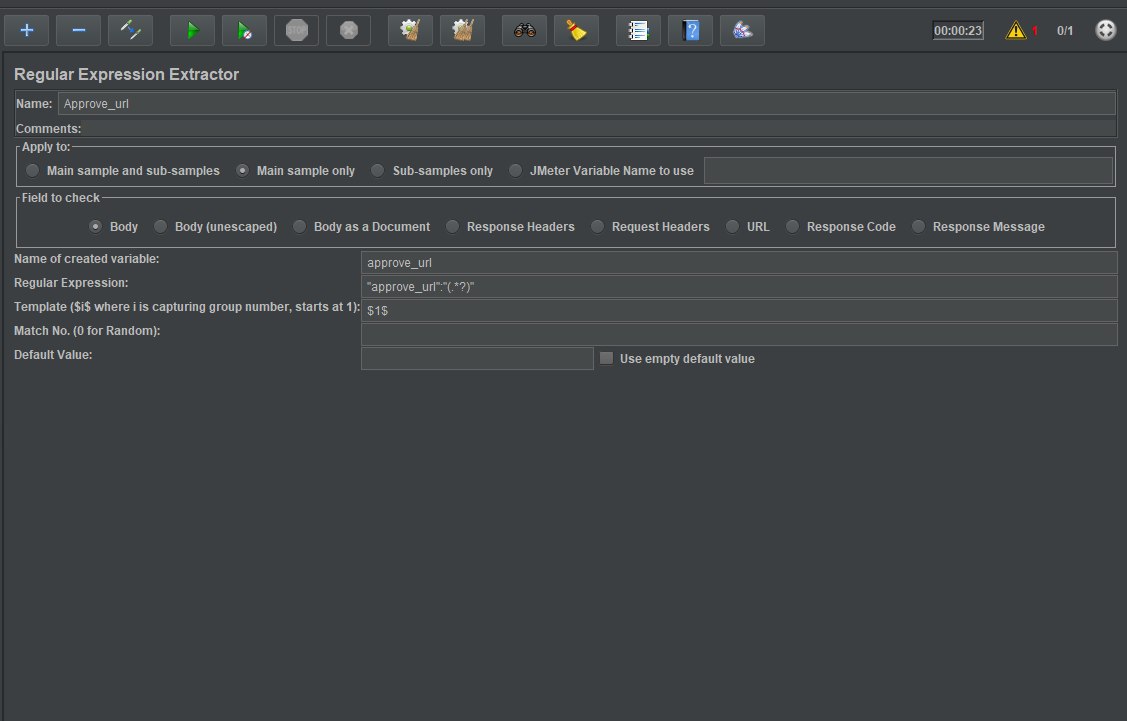 STOP
00:00:23 1 0/1
Regular Expression Extractor
Name: Approve_url
Comments:
Apply to:
Main sample and sub-samples Main sample only Sub-samples only JMeter Variable Name to use
Field to check
Body Body (unescaped) Body as a Document Response Headers Request Headers URL Response Code Response Message
Name of created variable: approve_url
Regular Expression: "approve_url":"(.*?)"
Template ($i$ where i is capturing group number, starts at 1): $1$
Match No. (0 for Random):
Default Value: Use empty default value